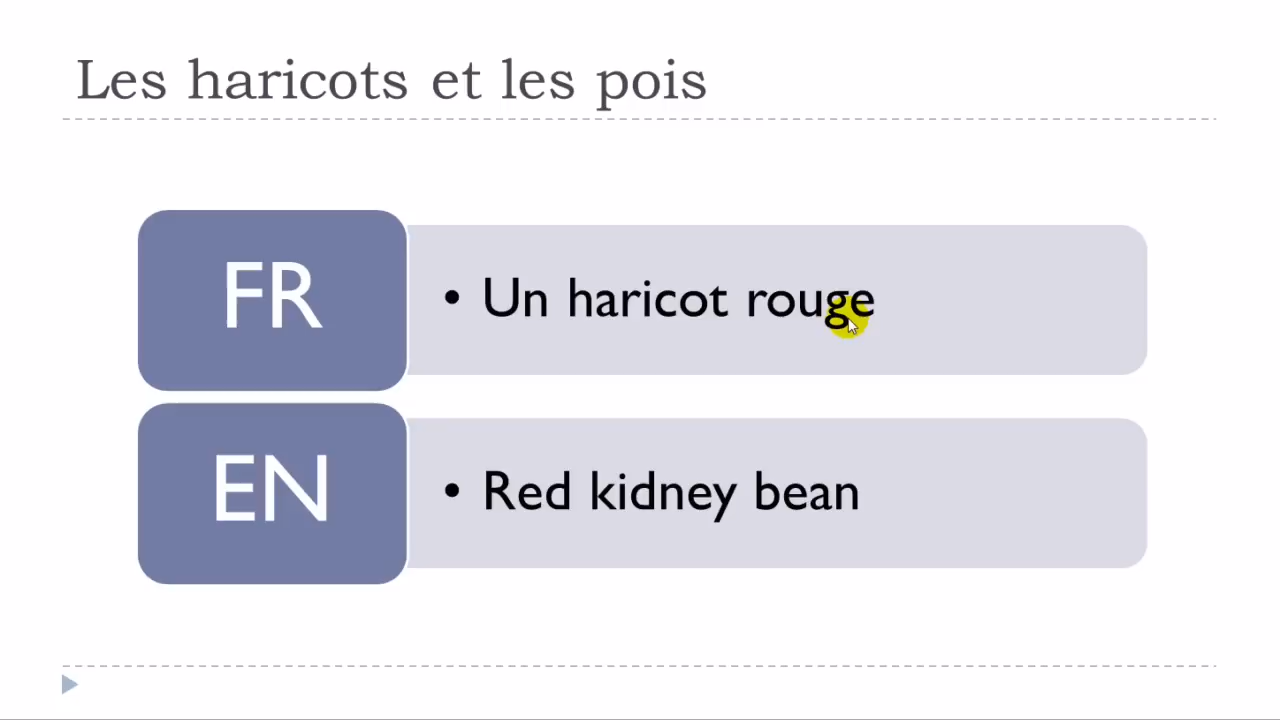 Les haricots et les pois
FR
• Un haricot rouge
EN
• Red kidney bean